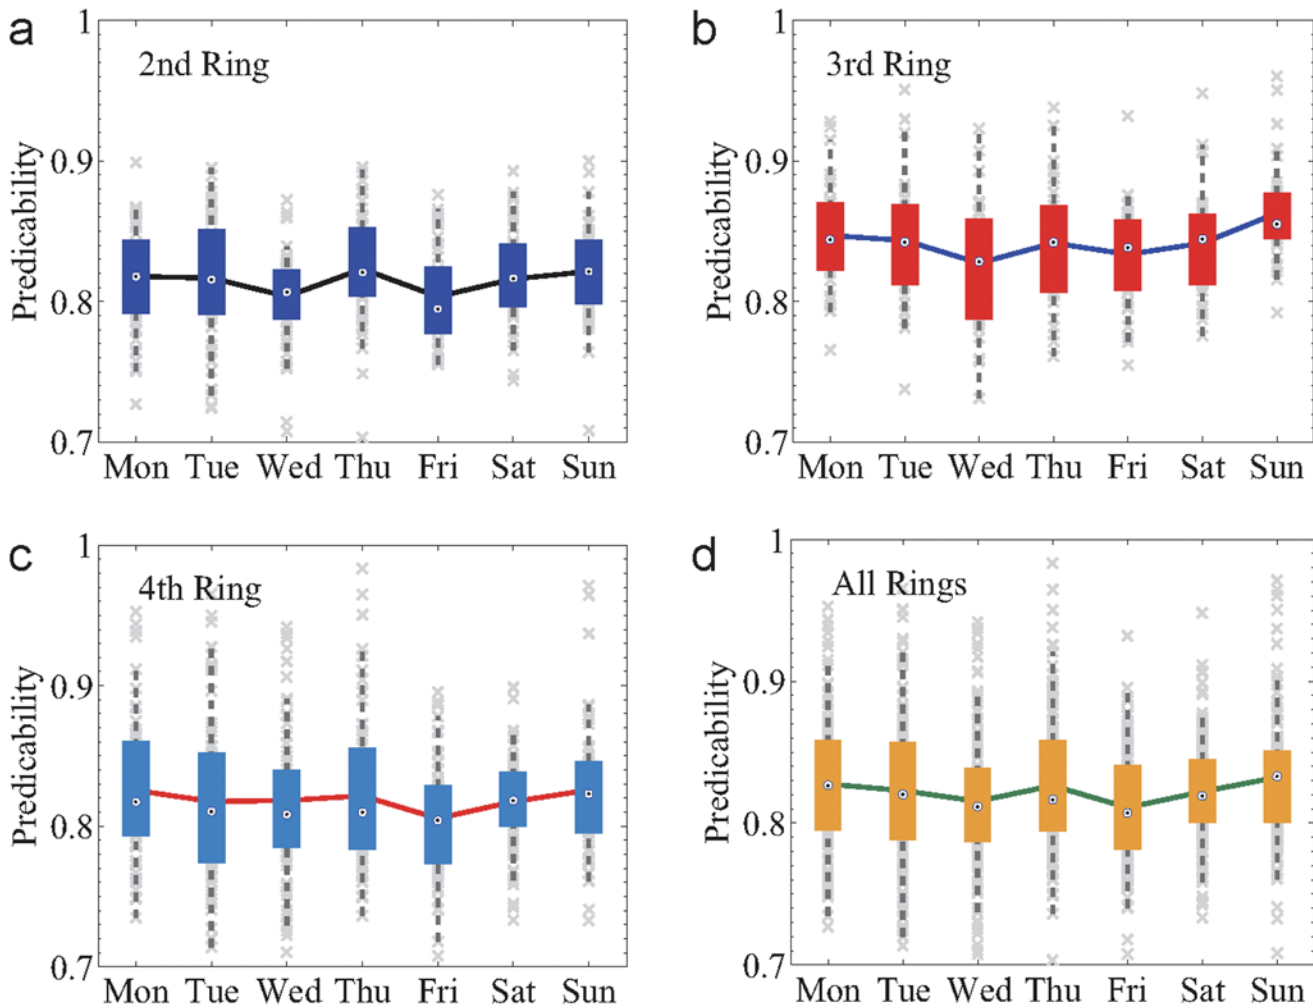 a
2nd Ring
Predicability
1
0.9
0.8
0.7
Mon Tue Wed Thu Fri Sat Sun
b
3rd Ring
Predicability
1
0.9
0.8
0.7
Mon Tue Wed Thu Fri Sat Sun
c
4th Ring
Predicability
1
0.9
0.8
0.7
Mon Tue Wed Thu Fri Sat Sun
d
All Rings
Predicability
1
0.9
0.8
0.7
Mon Tue Wed Thu Fri Sat Sun